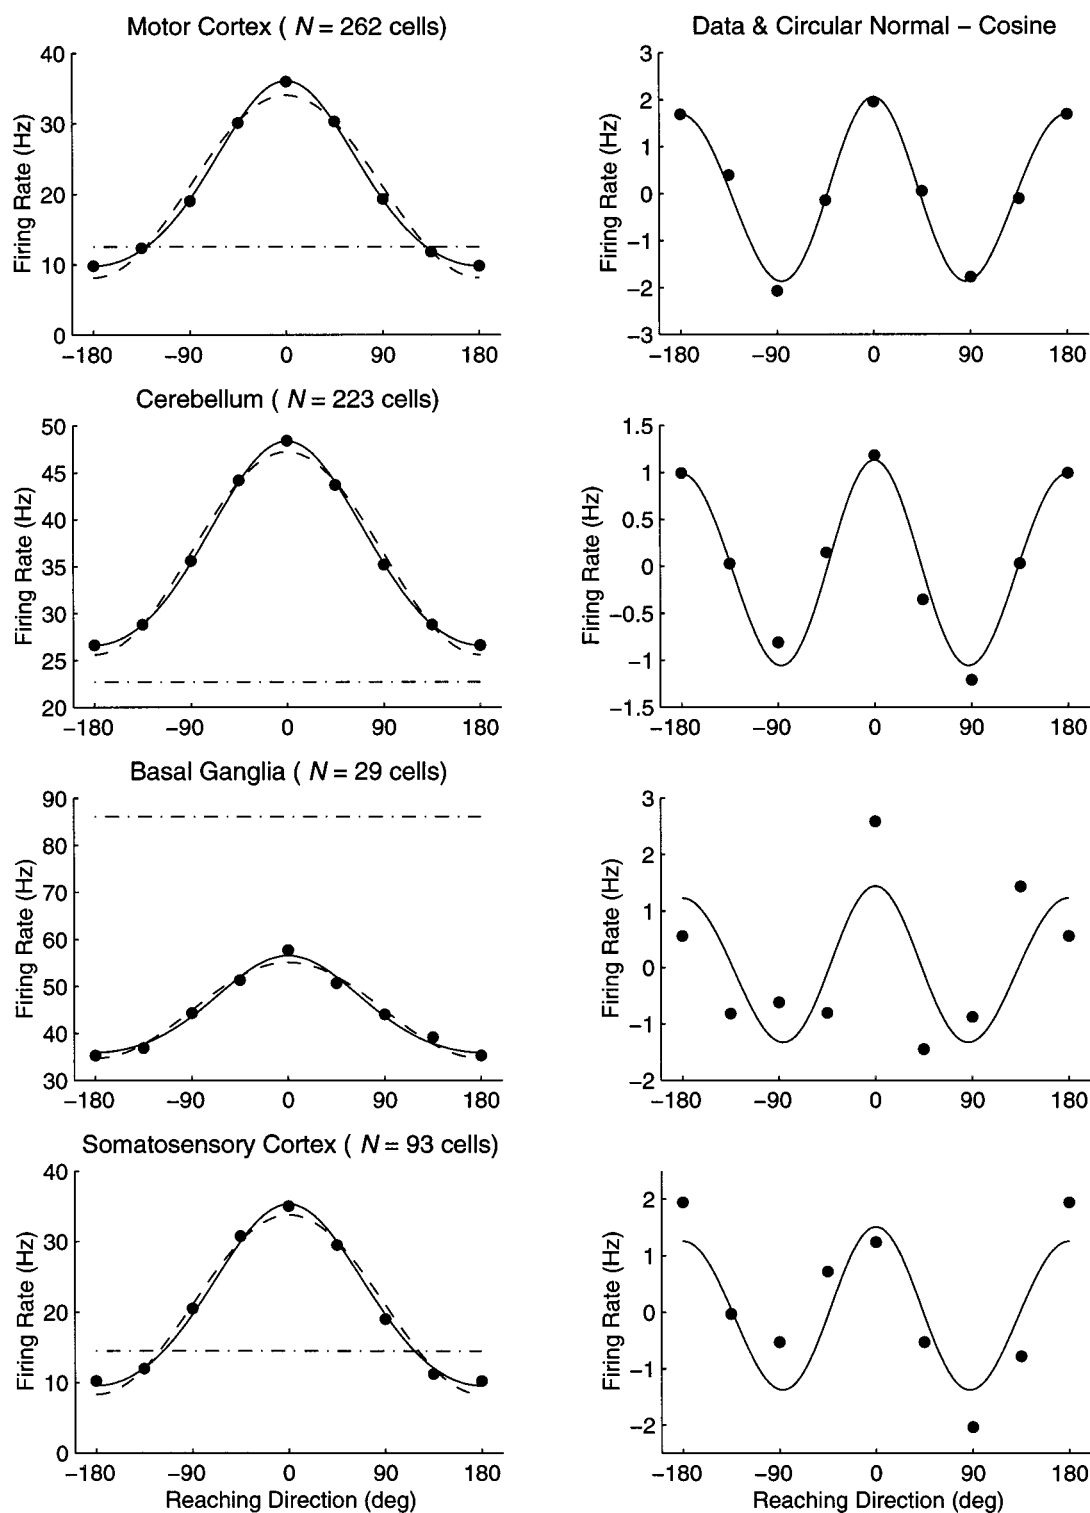 Motor Cortex ( N = 262 cells)
Data & Circular Normal – Cosine
40
30
20
10
0
Firing Rate (Hz)
−180 −90 0 90 180
3
2
1
0
−1
−2
−3
Firing Rate (Hz)
−180 −90 0 90 180
Cerebellum ( N = 223 cells)
50
45
40
35
30
25
20
Firing Rate (Hz)
−180 −90 0 90 180
1.5
1
0.5
0
−0.5
−1
−1.5
Firing Rate (Hz)
−180 −90 0 90 180
Basal Ganglia ( N = 29 cells)
90
80
70
60
50
40
30
Firing Rate (Hz)
−180 −90 0 90 180
3
2
1
0
−1
−2
Firing Rate (Hz)
−180 −90 0 90 180
Somatosensory Cortex ( N = 93 cells)
40
30
20
10
0
Firing Rate (Hz)
−180 −90 0 90 180
Reaching Direction (deg)
2
1
0
−1
−2
Firing Rate (Hz)
−180 −90 0 90 180
Reaching Direction (deg)